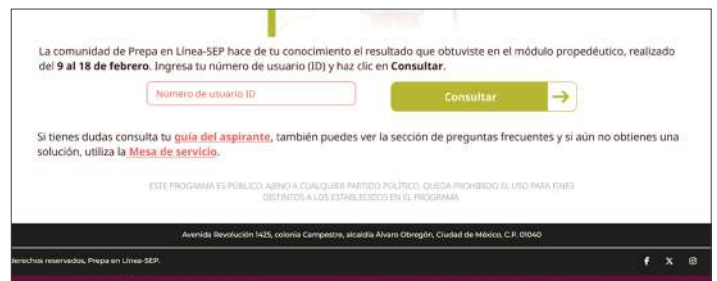 La comunidad de Prepa en Línea-SEP hace de tu conocimiento el resultado que obtuviste en el módulo propedéutico, realizado
del 9 al 18 de febrero. Ingresa tu número de usuario (ID) y haz clic en Consultar.
Número de usuario ID
Consultar
Si tienes dudas consulta tu guía del aspirante, también puedes ver la sección de preguntas frecuentes y si aún no obtienes una
solución, utiliza la Mesa de servicio.
ESTE PROGRAMA ES PÚBLICO, AJENO A CUALQUIER PARTIDO POLÍTICO. QUEDA PROHIBIDO EL USO PARA FINES
DISTINTOS A LOS ESTABLECIDOS EN EL PROGRAMA.
Avenida Revolución 1425, colonia Campestre, alcaldía Álvaro Obregón, Ciudad de México, C.P. 01040
derechos reservados, Prepa en Línea-SEP.